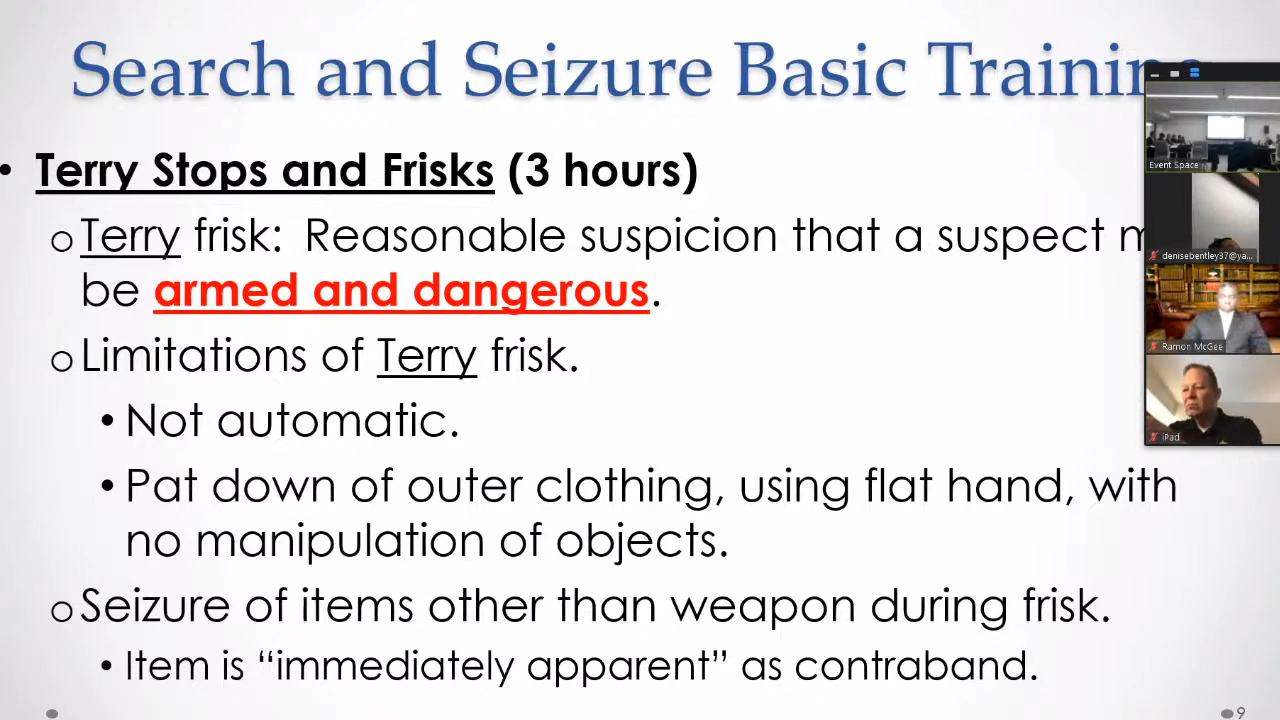 Search and Seizure Basic Training
• Terry Stops and Frisks (3 hours)
o Terry frisk: Reasonable suspicion that a suspect m
be armed and dangerous.
o Limitations of Terry frisk.
• Not automatic.
• Pat down of outer clothing, using flat hand, with
no manipulation of objects.
o Seizure of items other than weapon during frisk.
• Item is “immediately apparent” as contraband.
9
Event Space
denisebentley37@ya...
Ramon McGee
iPad